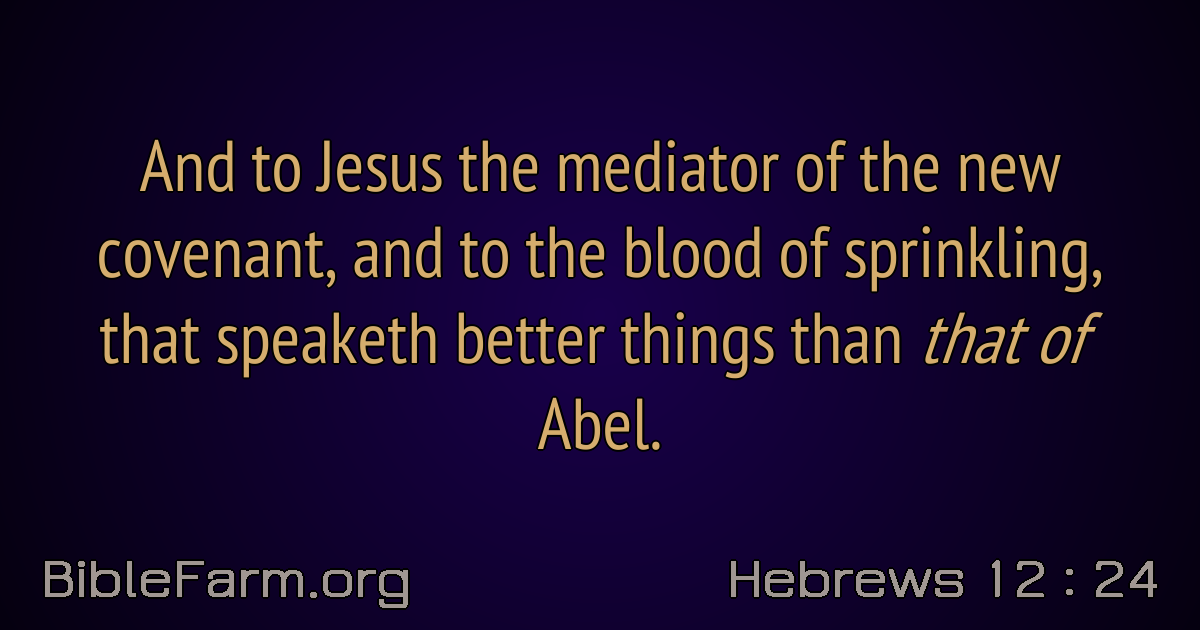 And to Jesus the mediator of the new
covenant, and to the blood of sprinkling,
that speaketh better things than that of
Abel.
BibleFarm.org
Hebrews 12 : 24